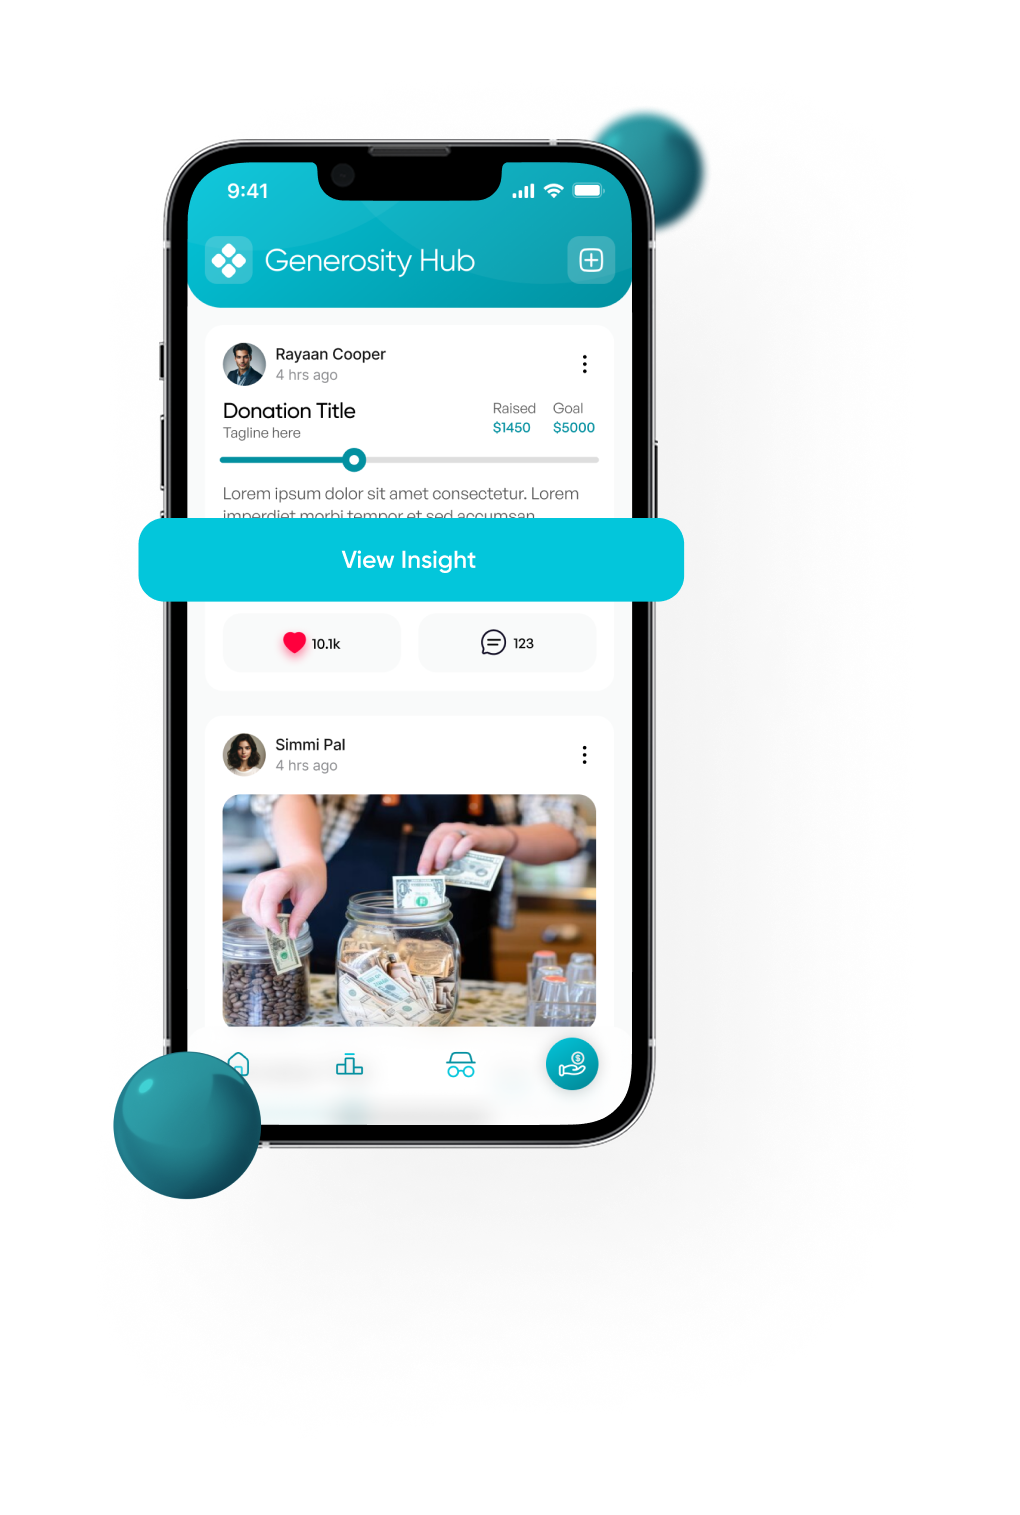 9:41
Generosity Hub
Rayaan Cooper
4 hrs ago
Donation Title
Raised Goal
Tagline here
$1450 $5000
Lorem ipsum dolor sit amet consectetur. Lorem
imperdiet morbi tempor et sed accumsan
View Insight
10.1k
123
Simmi Pal
4 hrs ago